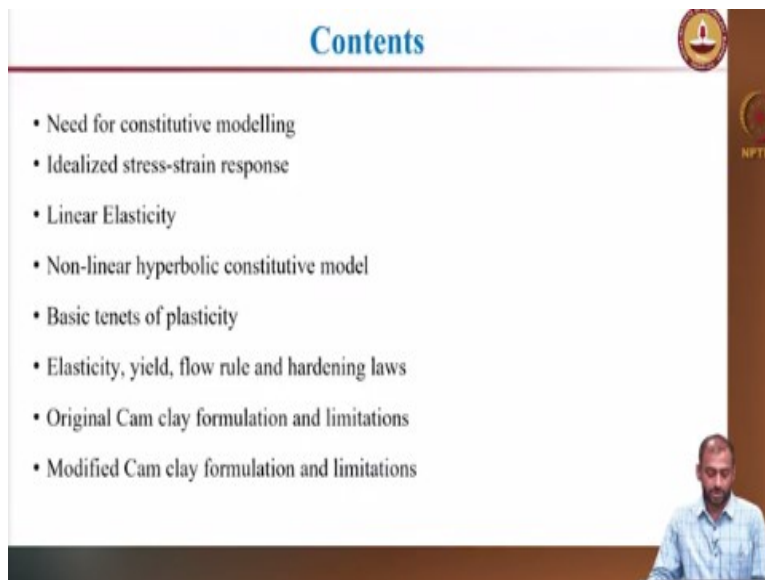 Contents
• Need for constitutive modelling
• Idealized stress-strain response
• Linear Elasticity
• Non-linear hyperbolic constitutive model
• Basic tenets of plasticity
• Elasticity, yield, flow rule and hardening laws
• Original Cam clay formulation and limitations
• Modified Cam clay formulation and limitations